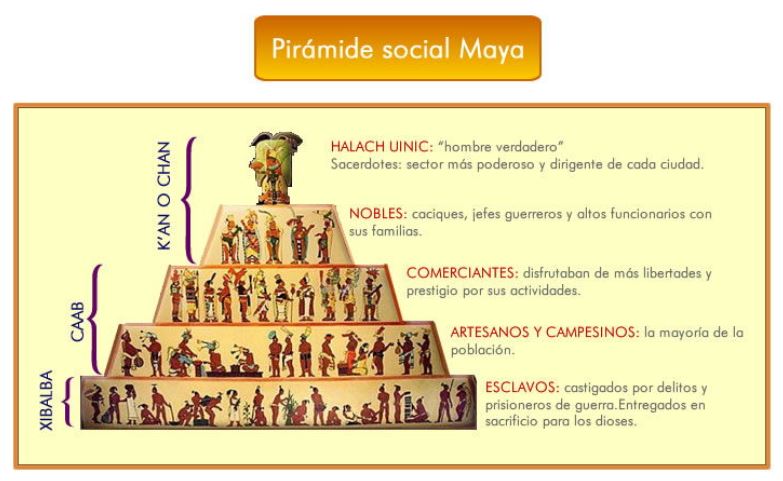 Pirámide social Maya
K'AN O CHAN
HALACH UINIC: “hombre verdadero”
Sacerdotes: sector más poderoso y dirigente de cada ciudad.
NOBLES: caciques, jefes guerreros y altos funcionarios con
sus familias.
CAAB
COMERCIANTES: disfrutaban de más libertades y
prestigio por sus actividades.
ARTESANOS Y CAMPESINOS: la mayoría de la
población.
XIBALBA
ESCLAVOS: castigados por delitos y
prisioneros de guerra.Entregados en
sacrificio para los dioses.